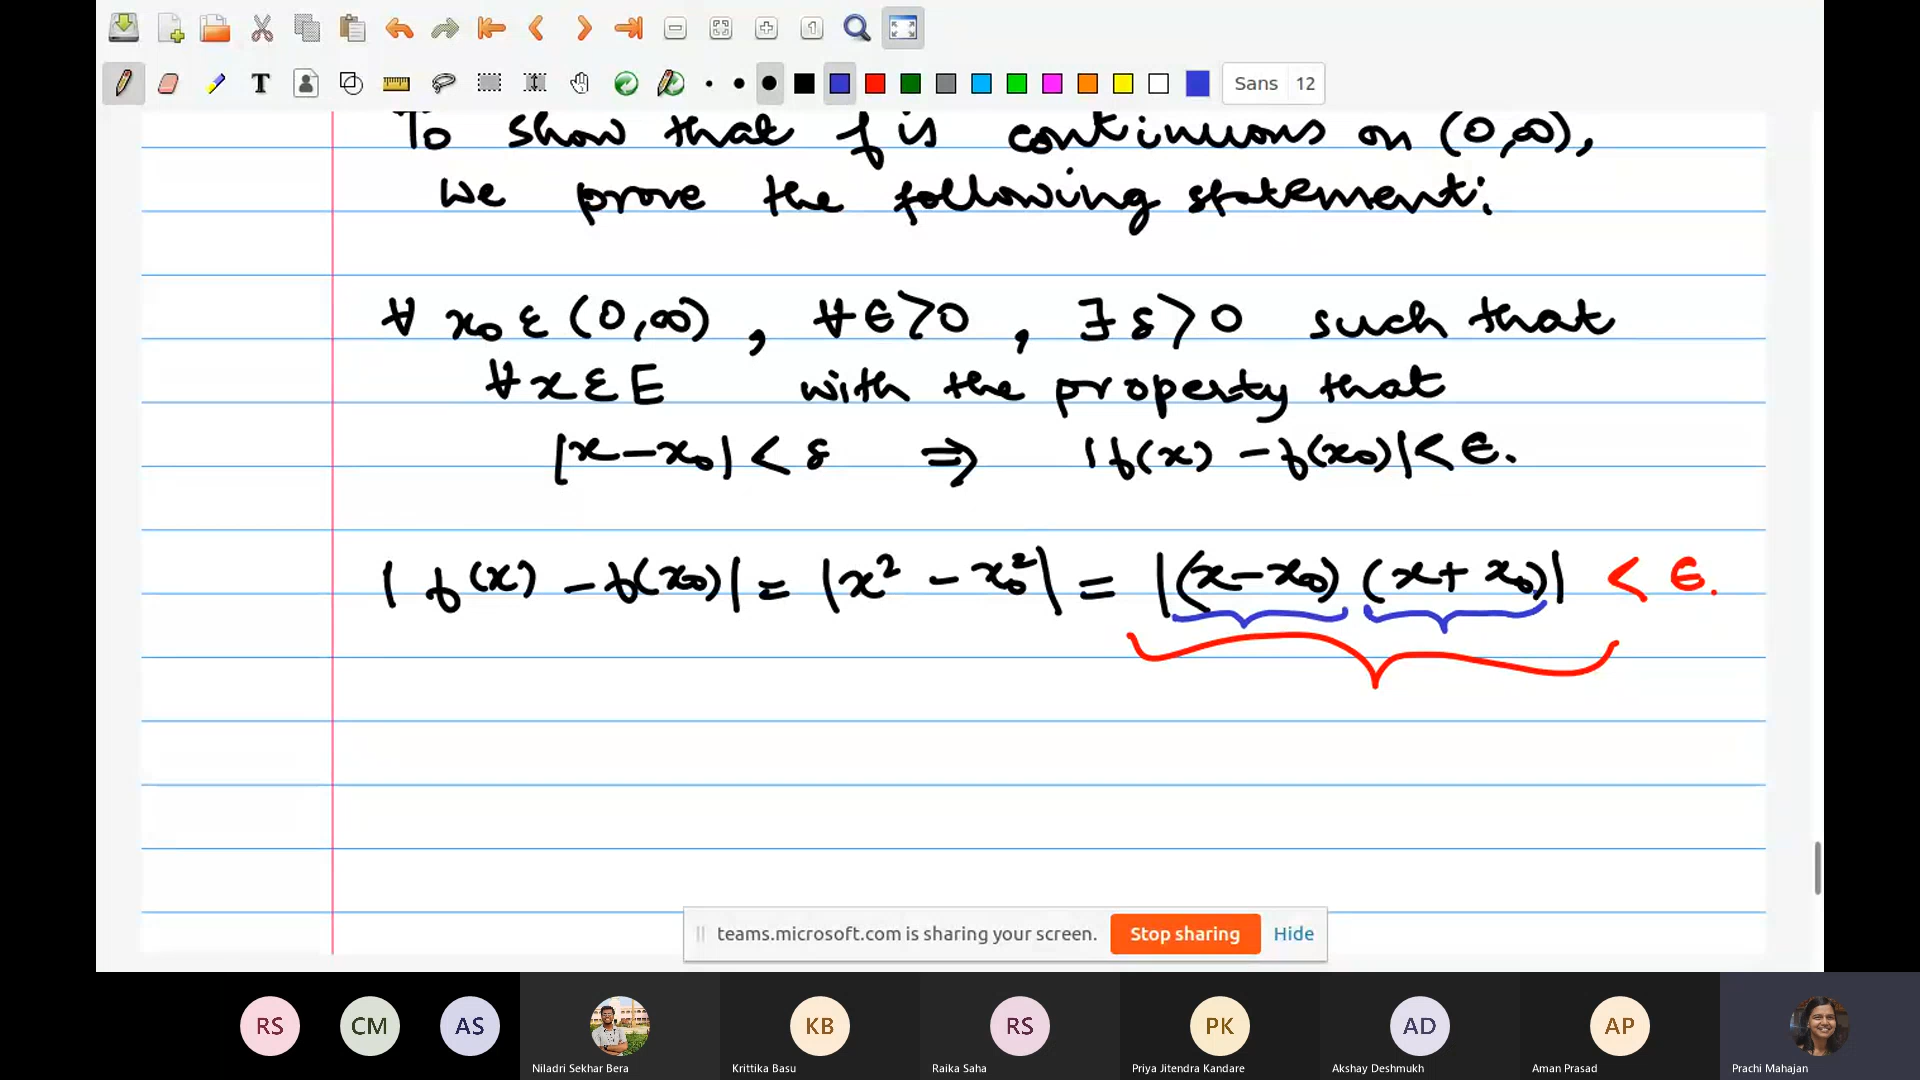 Sans 12
To show that f is continuous on (0,∞),
we prove the following statement:
∀ x₀ ∈ (0,∞), ∀ ϵ>0, ∃ δ>0 such that
∀ x ∈ E with the property that
|x-x₀| < δ ⇒ |f(x) - f(x₀)| < ϵ.
|f(x) - f(x₀)| = |x² - x₀²| = |(x-x₀)(x+x₀)| < ϵ.
teams.microsoft.com is sharing your screen. Stop sharing Hide
RS CM AS KB RS PK AD AP
Niladri Sekhar Bera Krittika Basu Raika Saha Priya Jitendra Kandare Akshay Deshmukh Aman Prasad Prachi Mahajan